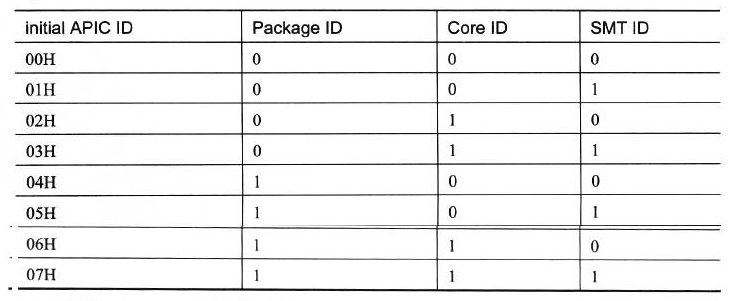 initial APIC ID Package ID Core ID SMT ID
00H 0 0 0
01H 0 0 1
02H 0 1 0
03H 0 1 1
04H 1 0 0
05H 1 0 1
06H 1 1 0
07H 1 1 1